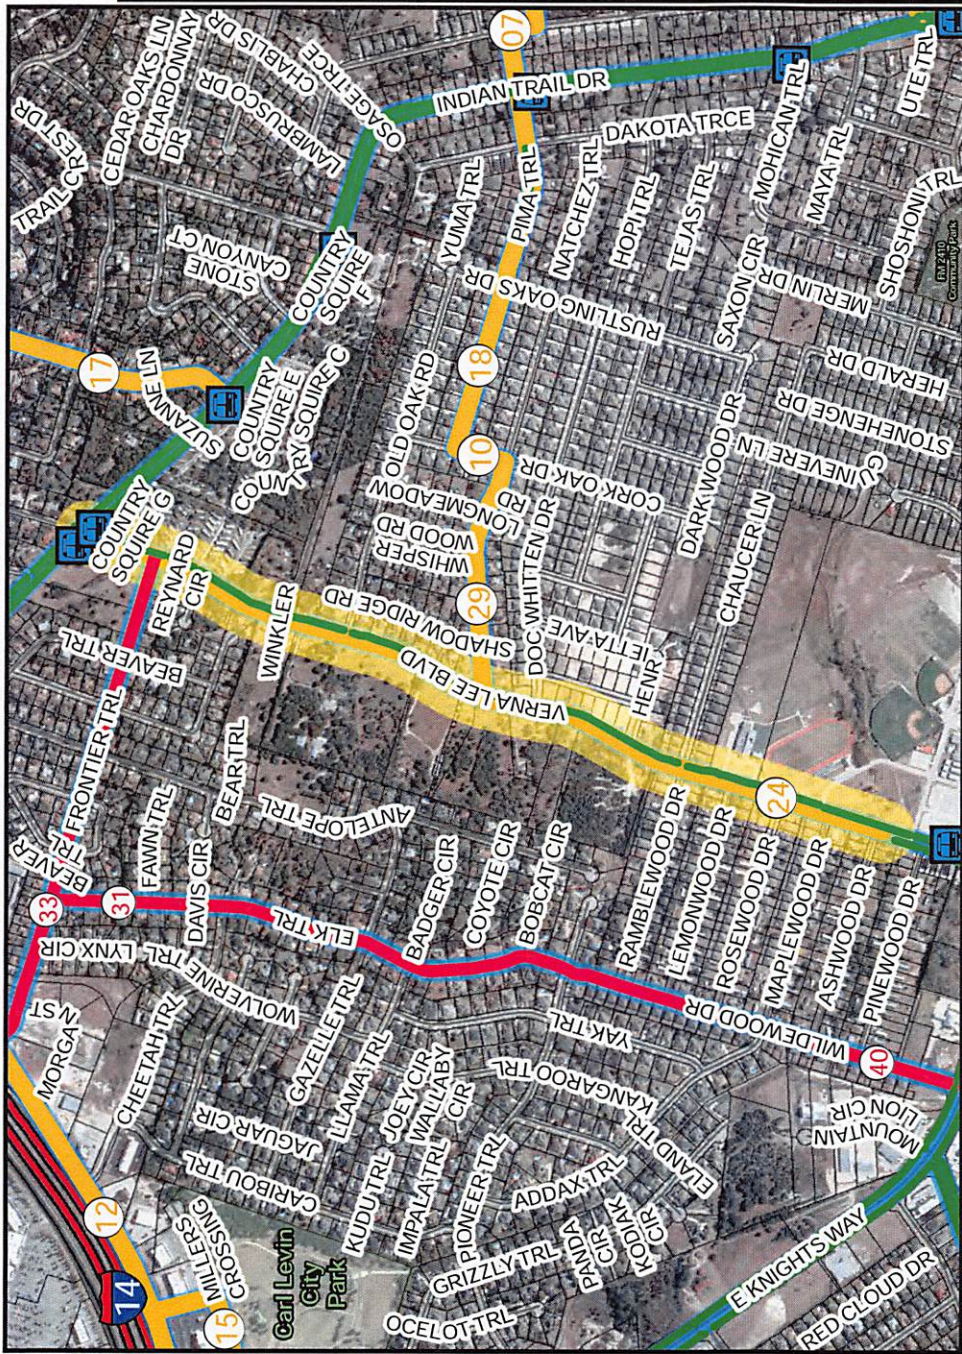 TRAIL CREST DR
CEDAR OAKS LN
CHARDONNAY
DR
CHABLIS DR
LAMBRUSCO DR
OSAGE TRCE
07
INDIAN TRAIL DR
DAKOTA TRCE
MOHICAN TRL
UTE TRL
MAYA TRL
SHOSHONI TRL
FM 2410
Community Park
STONE
CANYON CT
COUNTRY
SQUIRE
F
17
SUZANNE LN
COUNTRY
SQUIRE E
COUNTRY SQUIRE C
YUMA TRL
PIMA TRL
NATCHEZ TRL
HOPI TRL
TEJAS TRL
RUSTLING OAKS DR
SAXON CIR
MERLIN DR
HERALD DR
STONEHENGE DR
GUINEVERE LN
OLD OAK RD
18
10
CORK OAK DR
DARK WOOD DR
CHAUCER LN
LONGMEADOW
RD
WHISPER
WOOD RD
29
DOC WHITTEN DR
JETTA AVE
HENR
COUNTRY
SQUIRE G
REYNARD
CIR
WINKLER
SHADOW RIDGE RD
VERNA LEE BLVD
24
BEAVER TRL
FRONTIER TRL
BEAR TRL
ANTELOPE TRL
BEAVER
TRL
33
31
FAWN TRL
DAVIS CIR
ELK TRL
BADGER CIR
COYOTE CIR
BOBCAT CIR
RAMBLEWOOD DR
LEMONWOOD DR
ROSEWOOD DR
MAPLEWOOD DR
ASHWOOD DR
PINEWOOD DR
WILDEWOOD DR
40
LYNX CIR
WOLVERINE TRL
MORGAN ST
CHEETAH TRL
GAZELLE TRL
LLAMA TRL
JOEY CIR
WALLABY
CIR
YAK TRL
KANGAROO TRL
JAGUAR CIR
CARIBOU TRL
KUDU TRL
IMPALA TRL
PIONEER TRL
ADDAX TRL
ELAND TRL
MOUNTAIN
LION CIR
12
14
15
MILLERS
CROSSING
Carl Levin
City
Park
OCELOT TRL
GRIZZLY TRL
PANDA
CIR
KODIAK
CIR
E KNIGHTS WAY
RED CLOUD DR